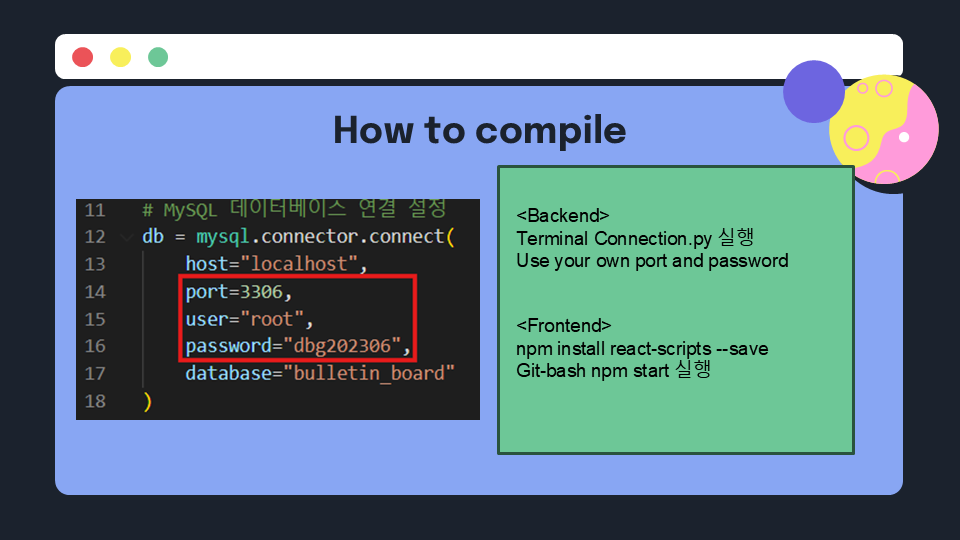 How to compile
11 # MySQL 데이터베이스 연결 설정
12 db = mysql.connector.connect(
13 host="localhost",
14 port=3306,
15 user="root",
16 password="dbg202306",
17 database="bulletin_board"
18 )
<Backend>
Terminal Connection.py 실행
Use your own port and password
<Frontend>
npm install react-scripts --save
Git-bash npm start 실행